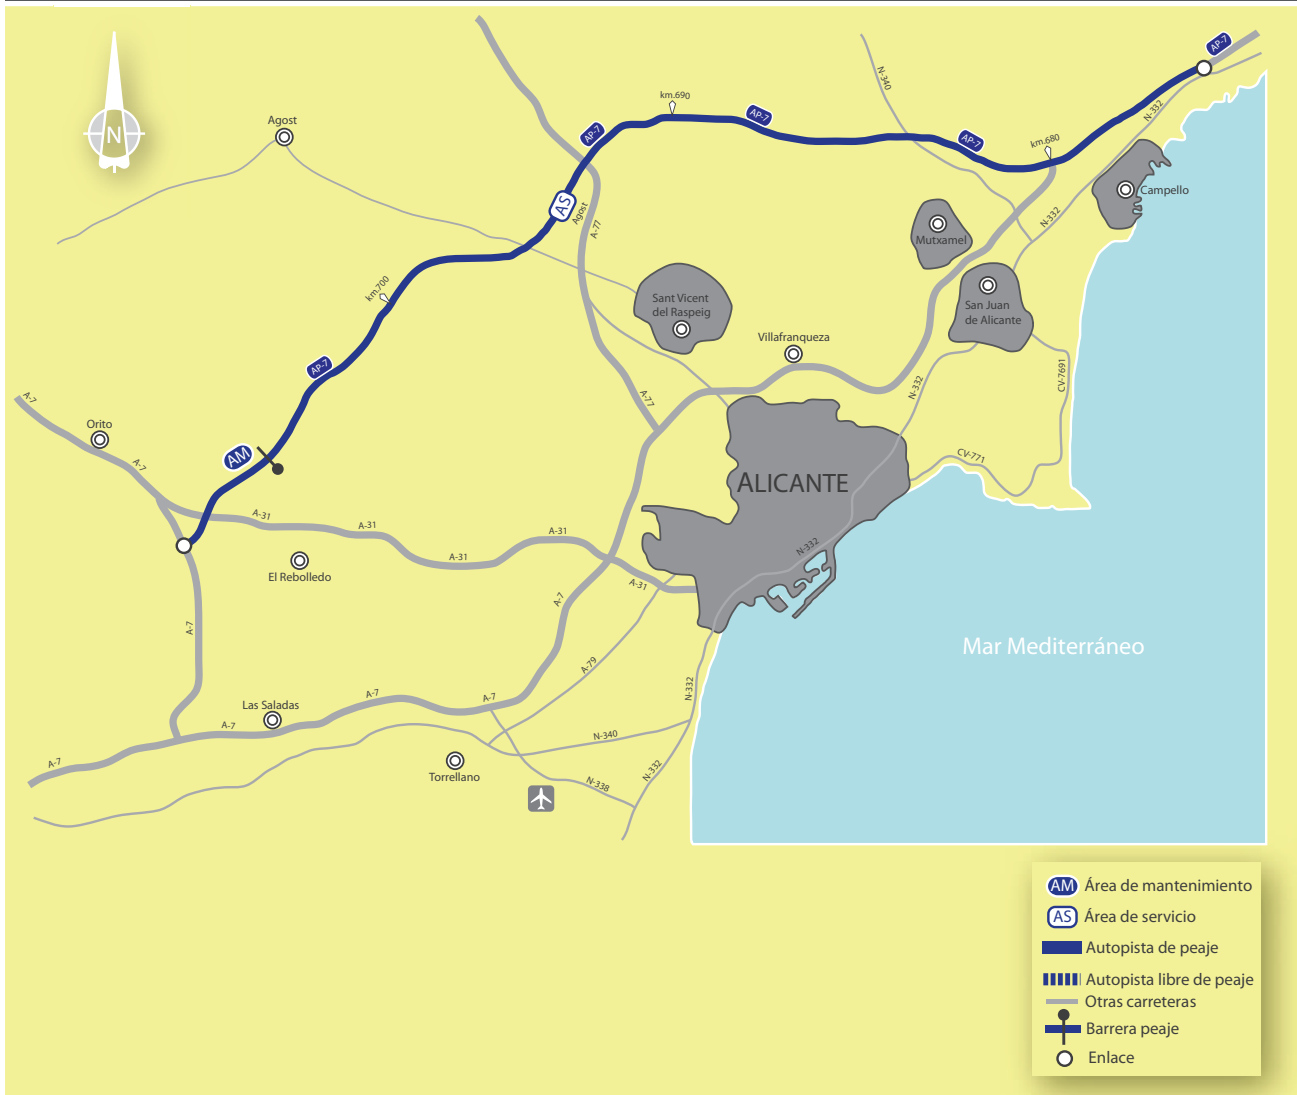 AP-7
N-340
km.690
AP-7
N-332
Agost
N
AP-7
AP-7
km.680
Campello
AS
Agost
A-77
N-332
Mutxamel
km.700
Sant Vicent
del Raspeig
San Juan
de Alicante
Villafranqueza
AP-7
CV-7691
N-332
A-7
A-77
Orito
AM
A-7
CV-771
ALICANTE
A-31
A-31
A-31
A-31
N-332
El Rebolledo
A-31
A-7
A-7
Mar Mediterráneo
A-79
N-332
A-7
A-7
Las Saladas
A-7
N-340
A-7
N-332
Torrellano
N-338
AM Área de mantenimiento
AS Área de servicio
Autopista de peaje
Autopista libre de peaje
Otras carreteras
Barrera peaje
Enlace